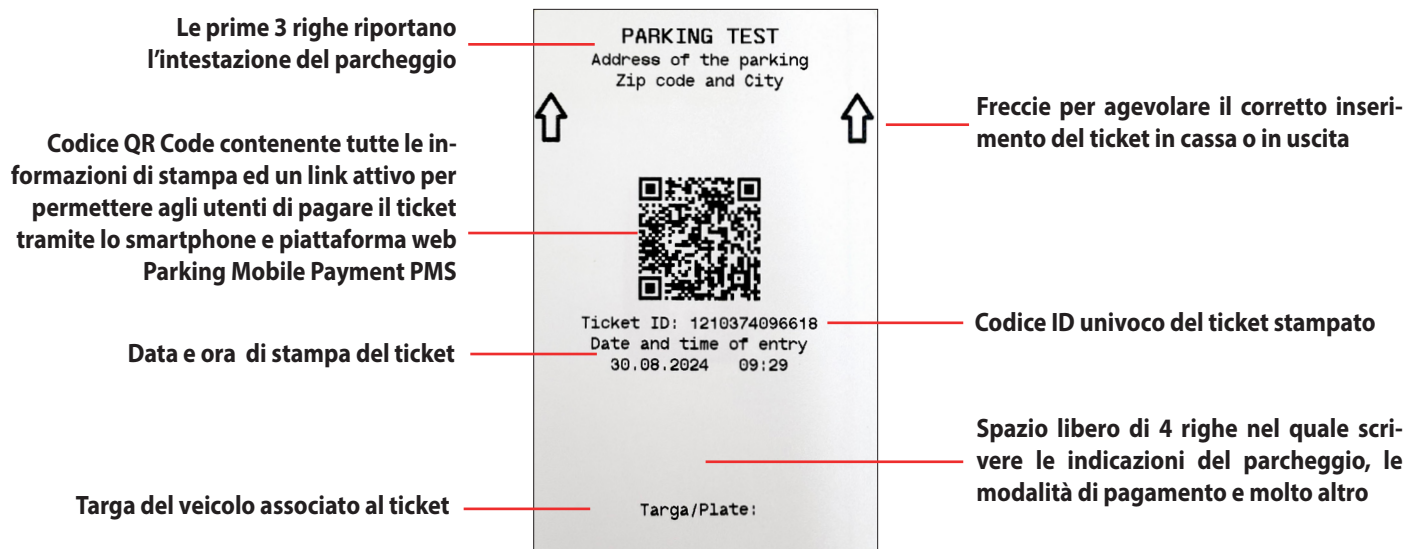 Le prime 3 righe riportano
l'intestazione del parcheggio
Codice QR Code contenente tutte le in-
formazioni di stampa ed un link attivo per
permettere agli utenti di pagare il ticket
tramite lo smartphone e piattaforma web
Parking Mobile Payment PMS
Data e ora di stampa del ticket
Targa del veicolo associato al ticket
PARKING TEST
Address of the parking
Zip code and City
Ticket ID: 1210374096618
Date and time of entry
30.08.2024 09:29
Targa/Plate:
Freccie per agevolare il corretto inseri-
mento del ticket in cassa o in uscita
Codice ID univoco del ticket stampato
Spazio libero di 4 righe nel quale scri-
vere le indicazioni del parcheggio, le
modalità di pagamento e molto altro